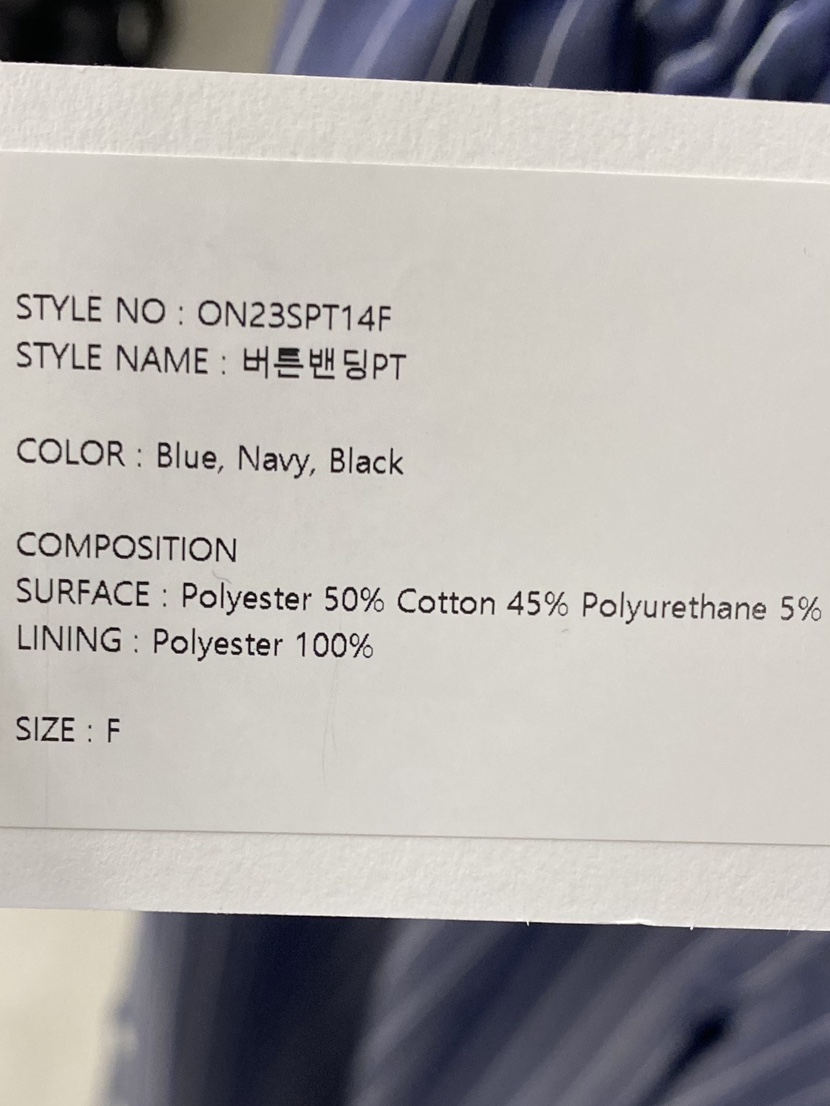 STYLE NO : ON23SPT14F
STYLE NAME : 버튼밴딩PT
COLOR : Blue, Navy, Black
COMPOSITION
SURFACE : Polyester 50% Cotton 45% Polyurethane 5%
LINING : Polyester 100%
SIZE : F